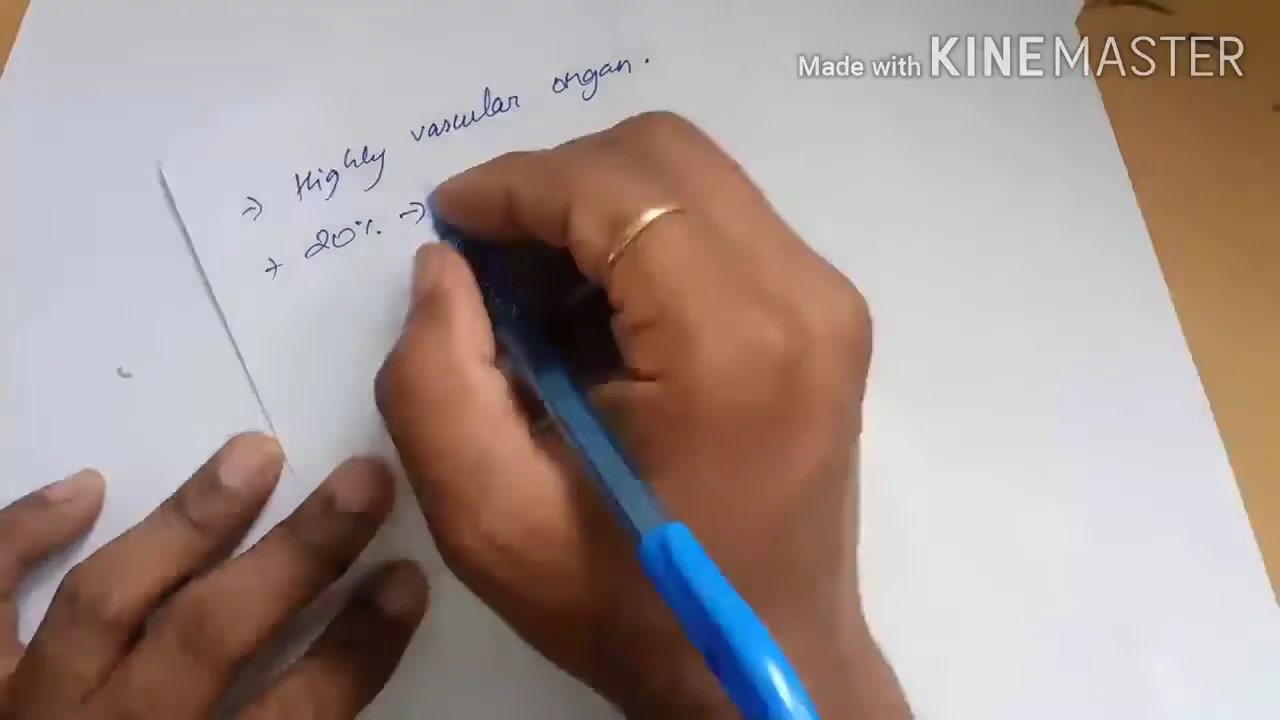 Made with KINEMASTER
→ Highly vascular organ.
→ 20% →